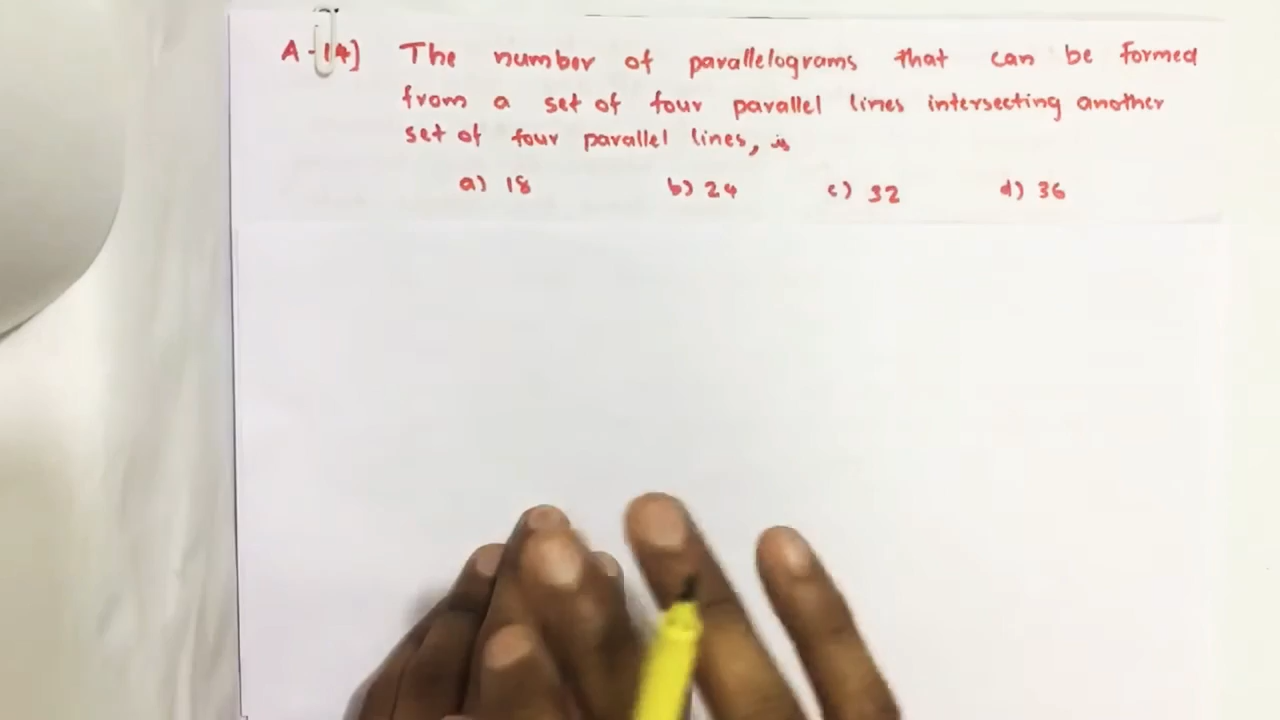 A-14] The number of parallelograms that can be formed
from a set of four parallel lines intersecting another
set of four parallel lines, is
a) 18 b) 24 c) 32 d) 36